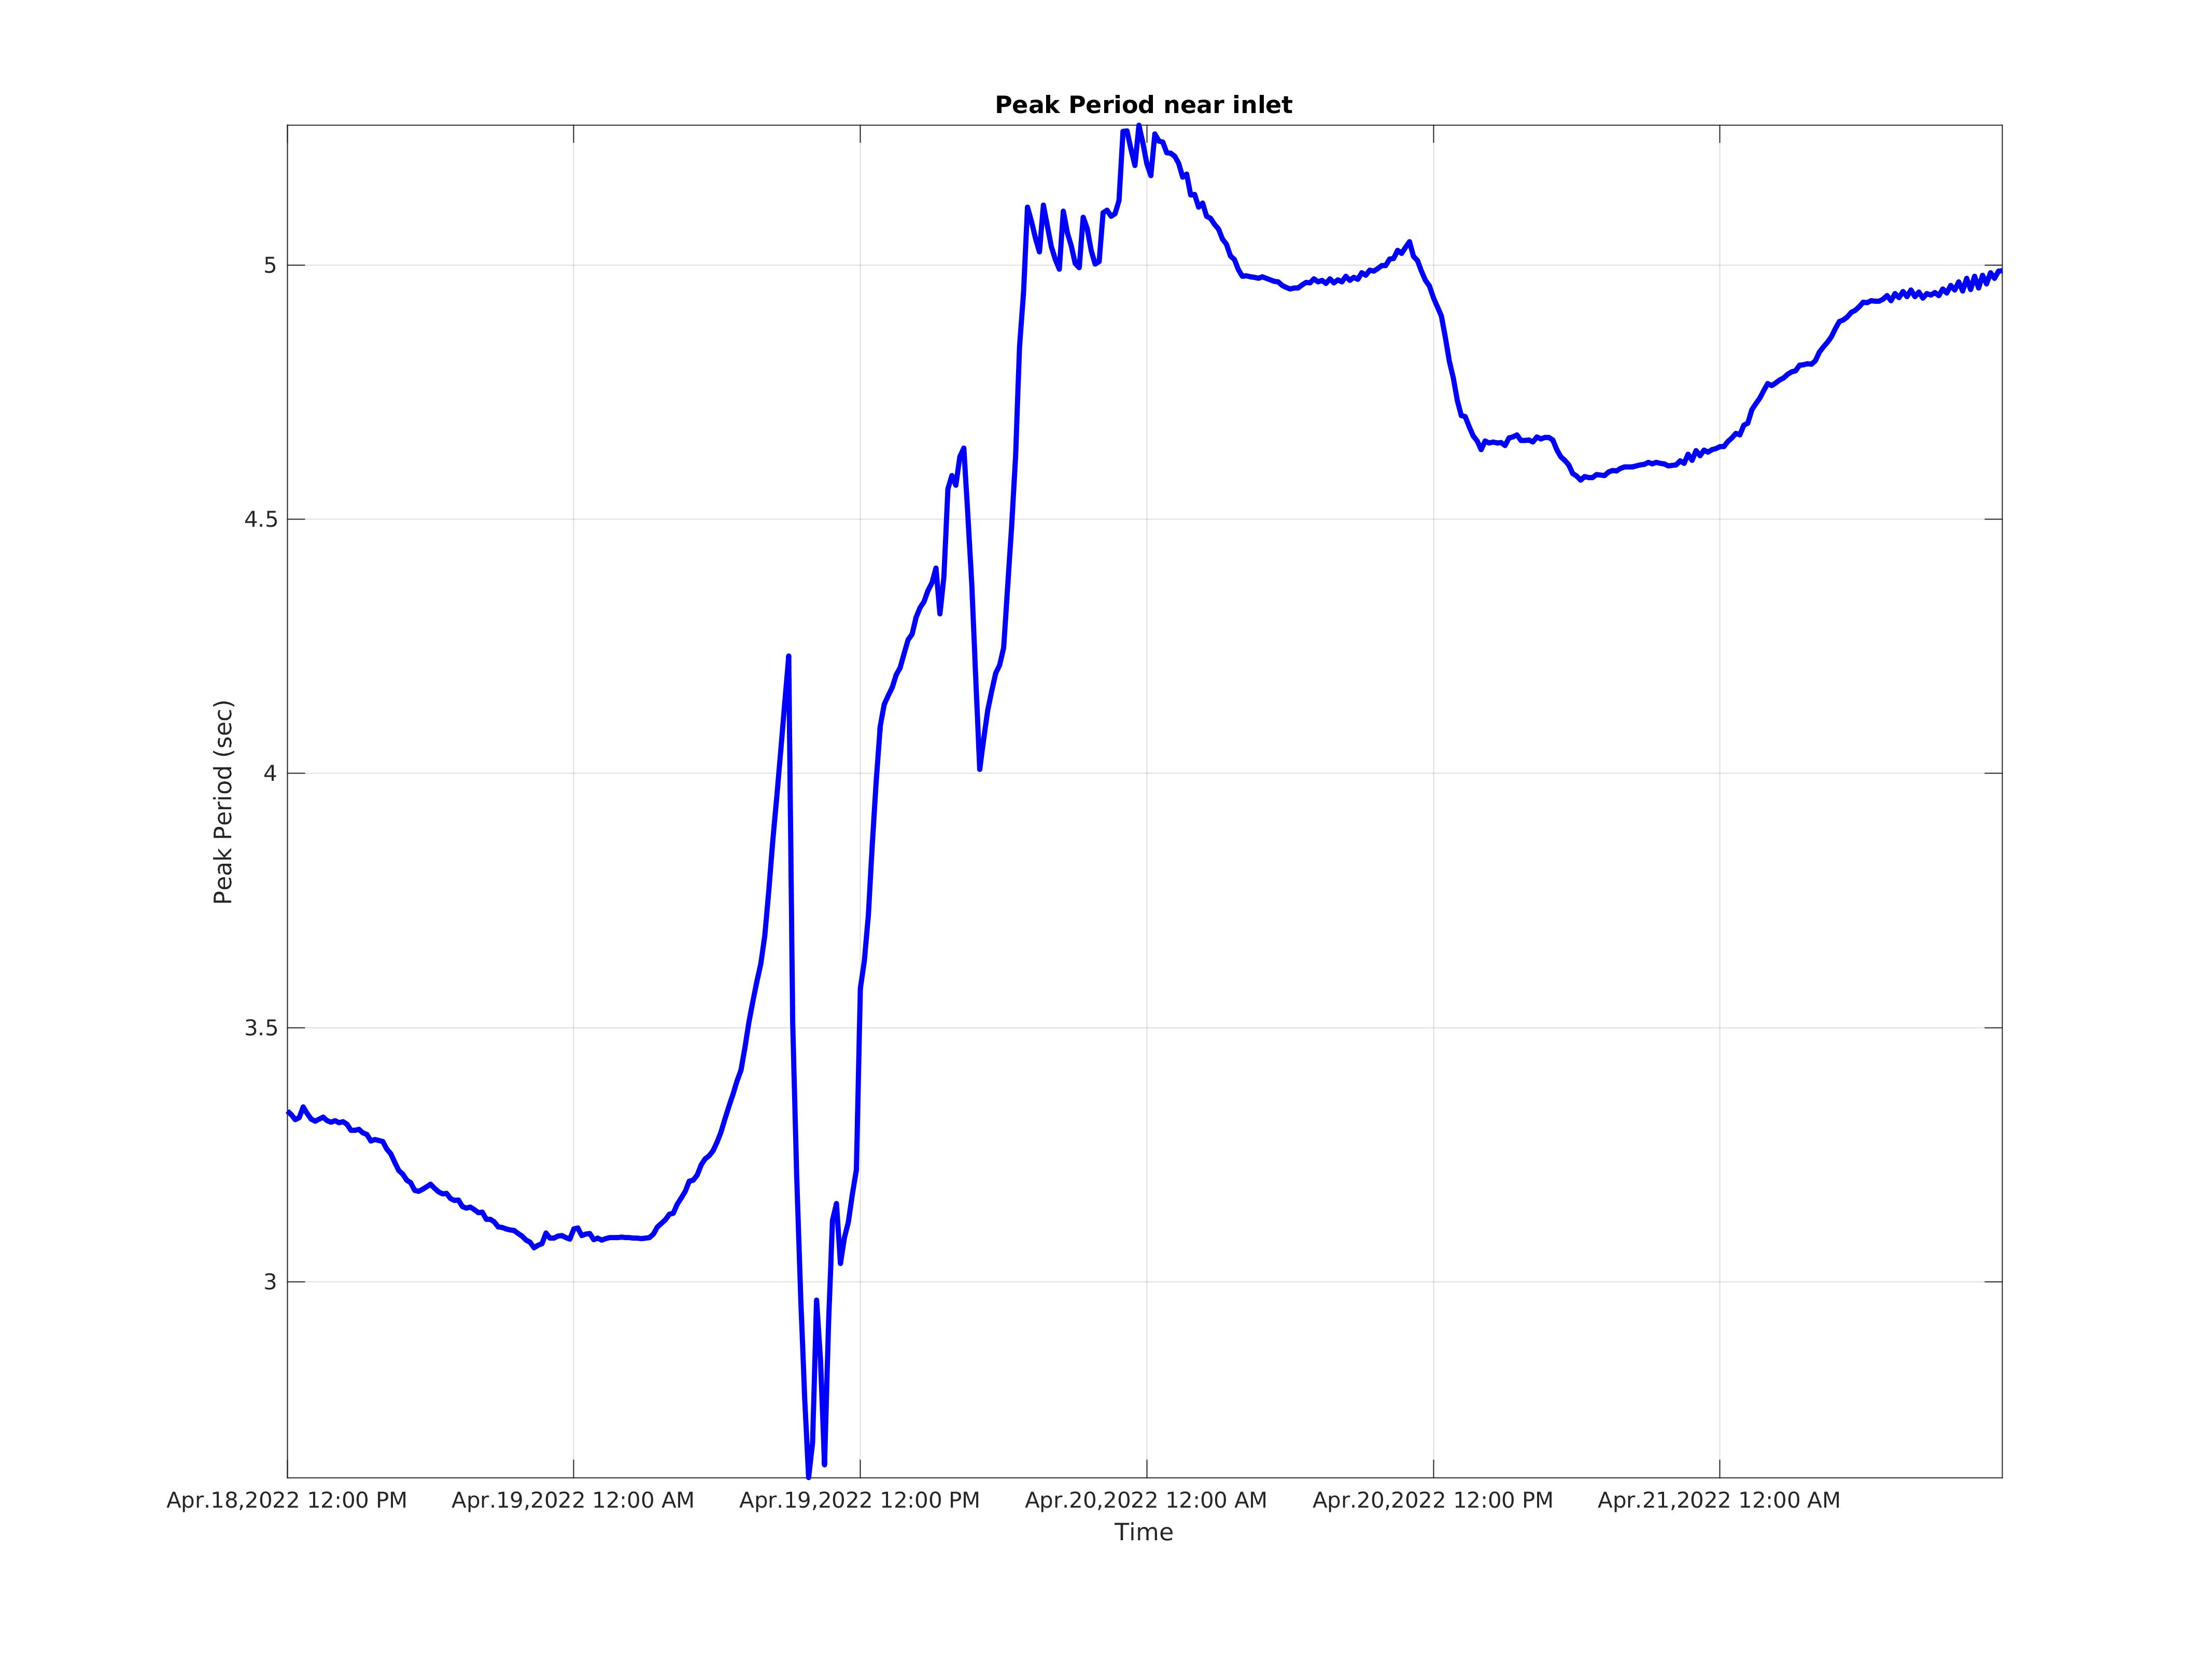 Peak Period near inlet
5
4.5
4
3.5
3
Peak Period (sec)
Apr.18,2022 12:00 PM
Apr.19,2022 12:00 AM
Apr.19,2022 12:00 PM
Apr.20,2022 12:00 AM
Apr.20,2022 12:00 PM
Apr.21,2022 12:00 AM
Time